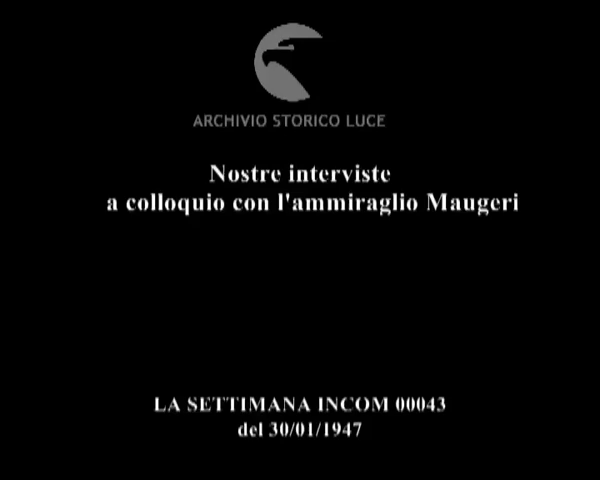 ARCHIVIO STORICO LUCE
Nostre interviste
a colloquio con l'ammiraglio Maugeri
LA SETTIMANA INCOM 00043
del 30/01/1947